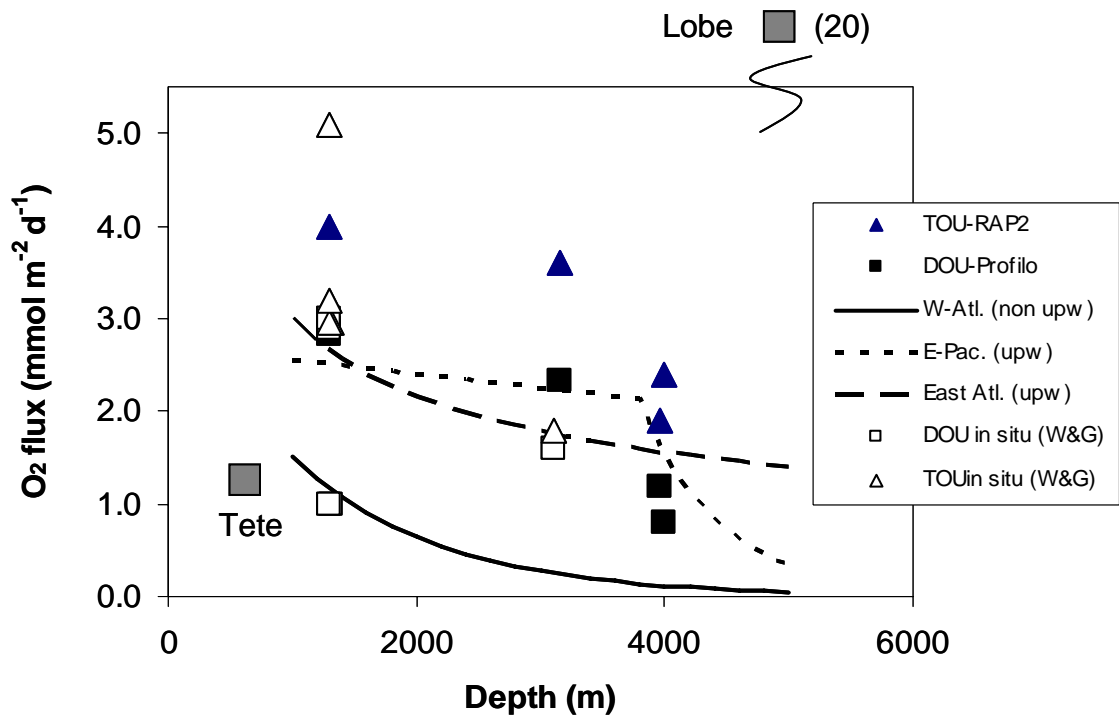 Lobe (20)
5.0
4.0
3.0
2.0
1.0
0.0
O2 flux (mmol m-2 d-1)
Tete
0 2000 4000 6000
Depth (m)
TOU-RAP2
DOU-Profilo
W-Atl. (non upw)
E-Pac. (upw)
East Atl. (upw)
DOU in situ (W&G)
TOUin situ (W&G)